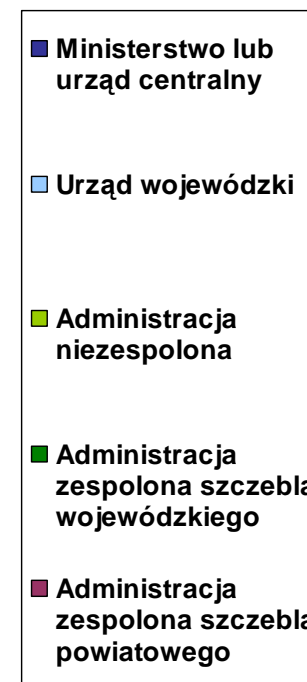 Ministerstwo lub
urząd centralny
Urząd wojewódzki
Administracja
niezespolona
Administracja
zespolona szczebla
wojewódzkiego
Administracja
zespolona szczebla
powiatowego